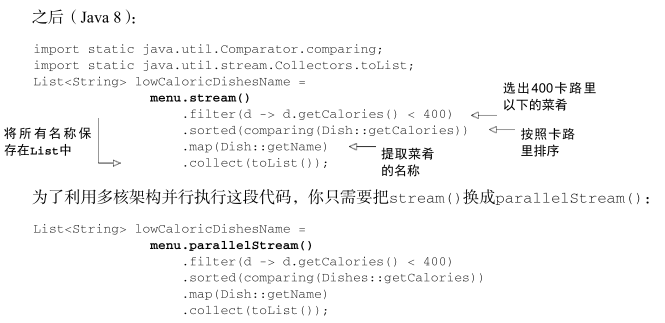 之后（Java 8）：
import static java.util.Comparator.comparing;
import static java.util.stream.Collectors.toList;
List<String> lowCaloricDishesName =
menu.stream()
.filter(d -> d.getCalories() < 400)
选出400卡路里
以下的菜肴
.sorted(comparing(Dish::getCalories))
按照卡路
里排序
.map(Dish::getName)
提取菜肴
的名称
.collect(toList());
将所有名称保
存在List中
为了利用多核架构并行执行这段代码，你只需要把stream()换成parallelStream()：
List<String> lowCaloricDishesName =
menu.parallelStream()
.filter(d -> d.getCalories() < 400)
.sorted(comparing(Dishes::getCalories))
.map(Dish::getName)
.collect(toList());